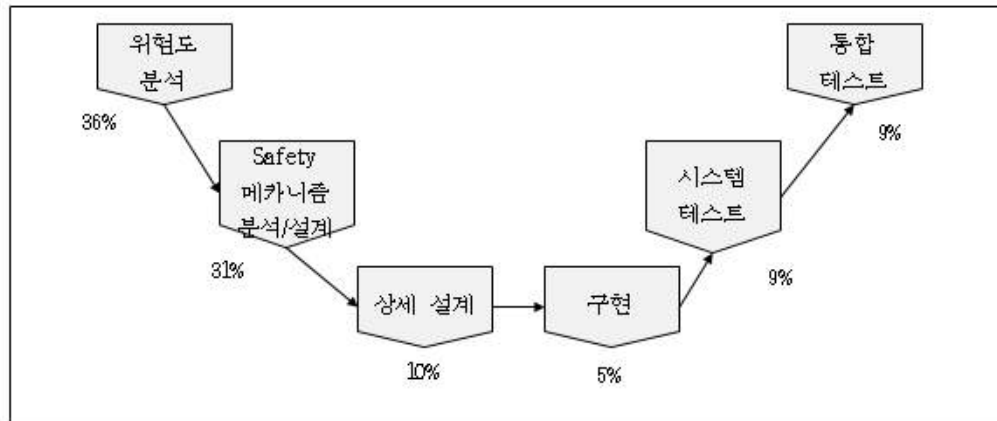 위험도
분석
36%
Safety
메카니즘
분석/설계
31%
상세 설계
10%
구현
5%
시스템
테스트
9%
통합
테스트
9%